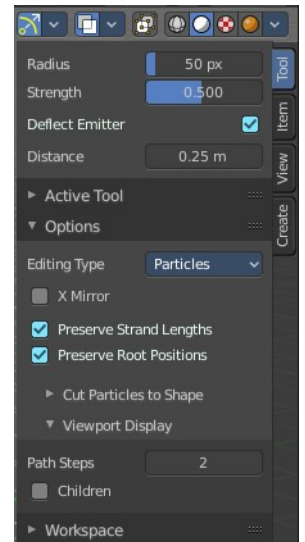 Radius 50 px
Strength 0.500
Deflect Emitter
Distance 0.25 m
Active Tool
Options
Editing Type Particles
X Mirror
Preserve Strand Lengths
Preserve Root Positions
Cut Particles to Shape
Viewport Display
Path Steps 2
Children
Workspace
Tool
Item
View
Create